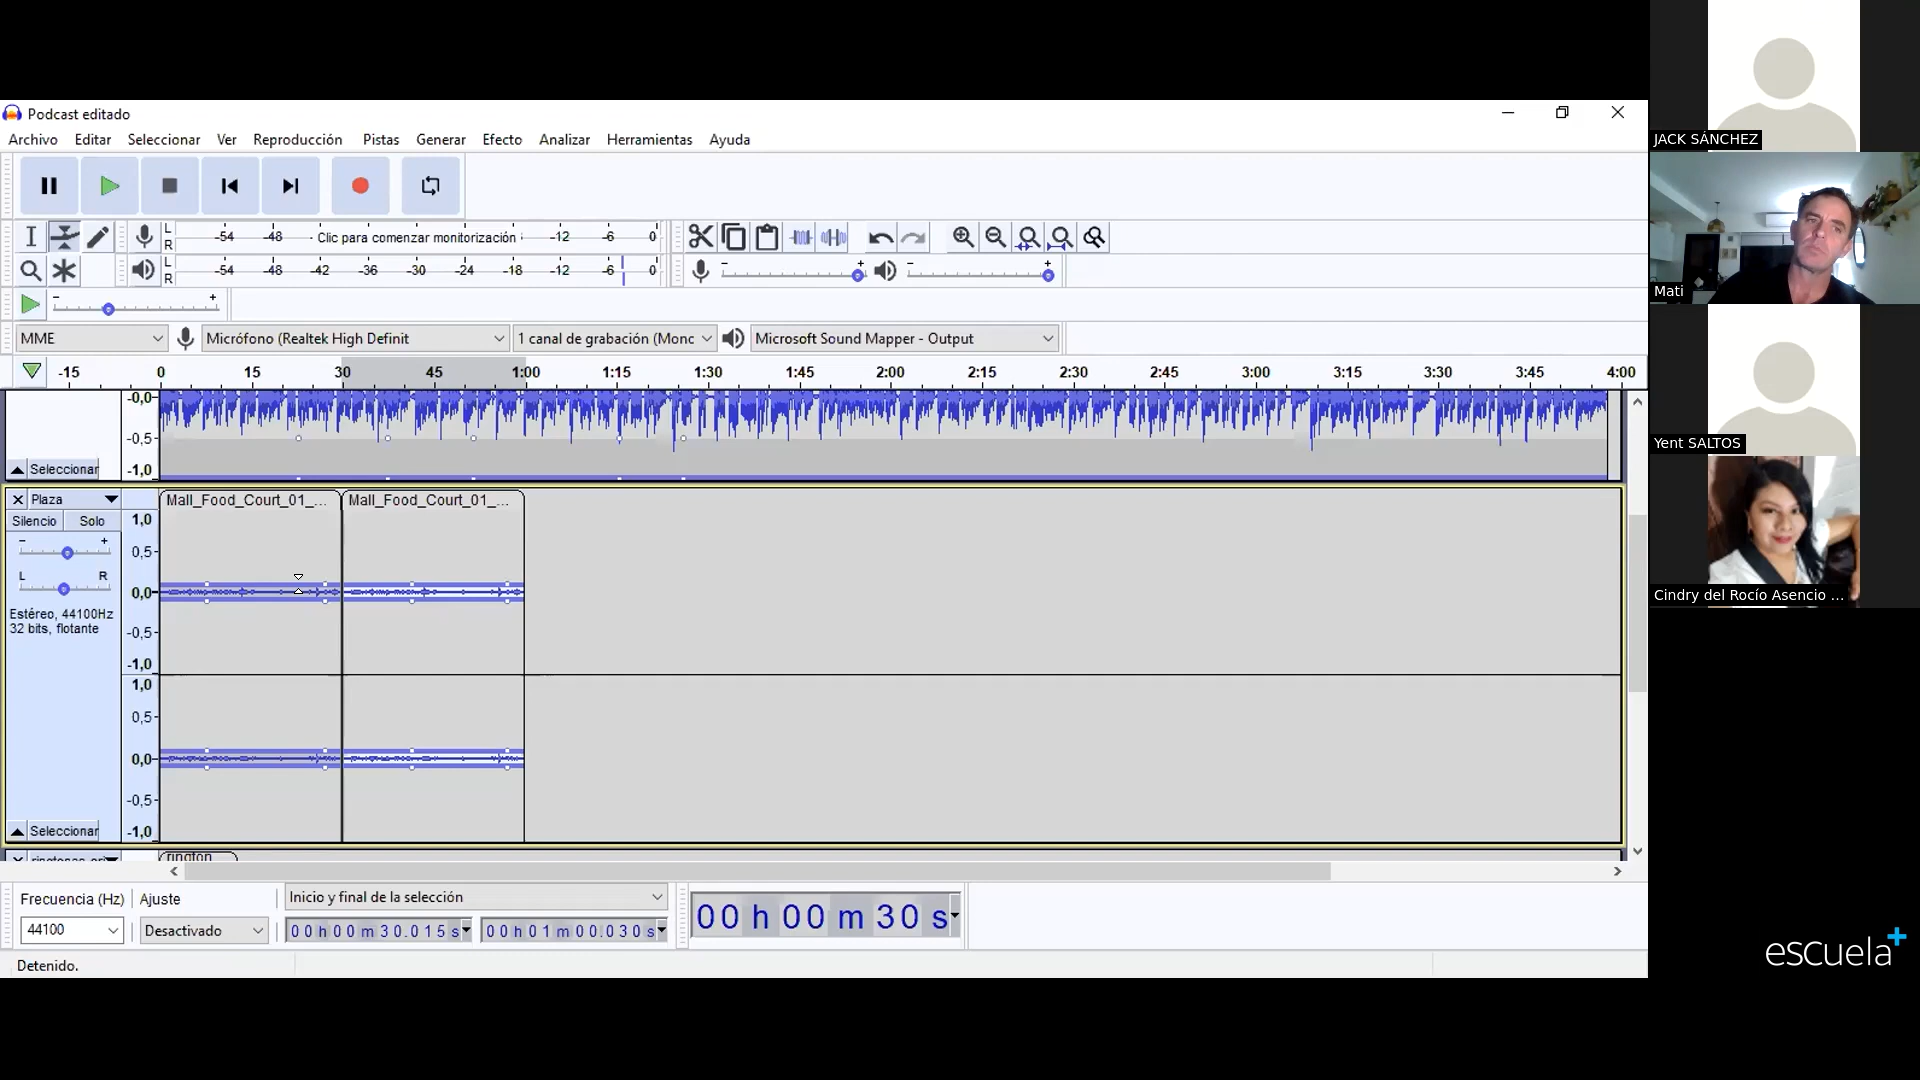 Podcast editado
Archivo Editar Seleccionar Ver Reproducción Pistas Generar Efecto Analizar Herramientas Ayuda
L
R
-54 -48 - Clic para comenzar monitorización -12 -6 0
L
R
-54 -48 -42 -36 -30 -24 -18 -12 -6 0
- + - +
- +
MME Micrófono (Realtek High Definit 1 canal de grabación (Monc Microsoft Sound Mapper - Output
-15 0 15 30 45 1:00 1:15 1:30 1:45 2:00 2:15 2:30 2:45 3:00 3:15 3:30 3:45 4:00
-0,0-
-0,5-
Seleccionar -1,0
Plaza Mall_Food_Court_01_... Mall_Food_Court_01_...
Silencio Solo 1,0
- + 0,5-
L R
0,0-
Estéreo, 44100Hz
32 bits, flotante -0,5-
-1,0
1,0
0,5-
0,0-
-0,5-
Seleccionar -1,0
Frecuencia (Hz) Ajuste Inicio y final de la selección
44100 Desactivado 00 h 00 m 30.015 s 00 h 01 m 00.030 s 00 h 00 m 30 s
Detenido.
JACK SÁNCHEZ
Mati
Yent SALTOS
Cindry del Rocío Asencio ...
escuela+